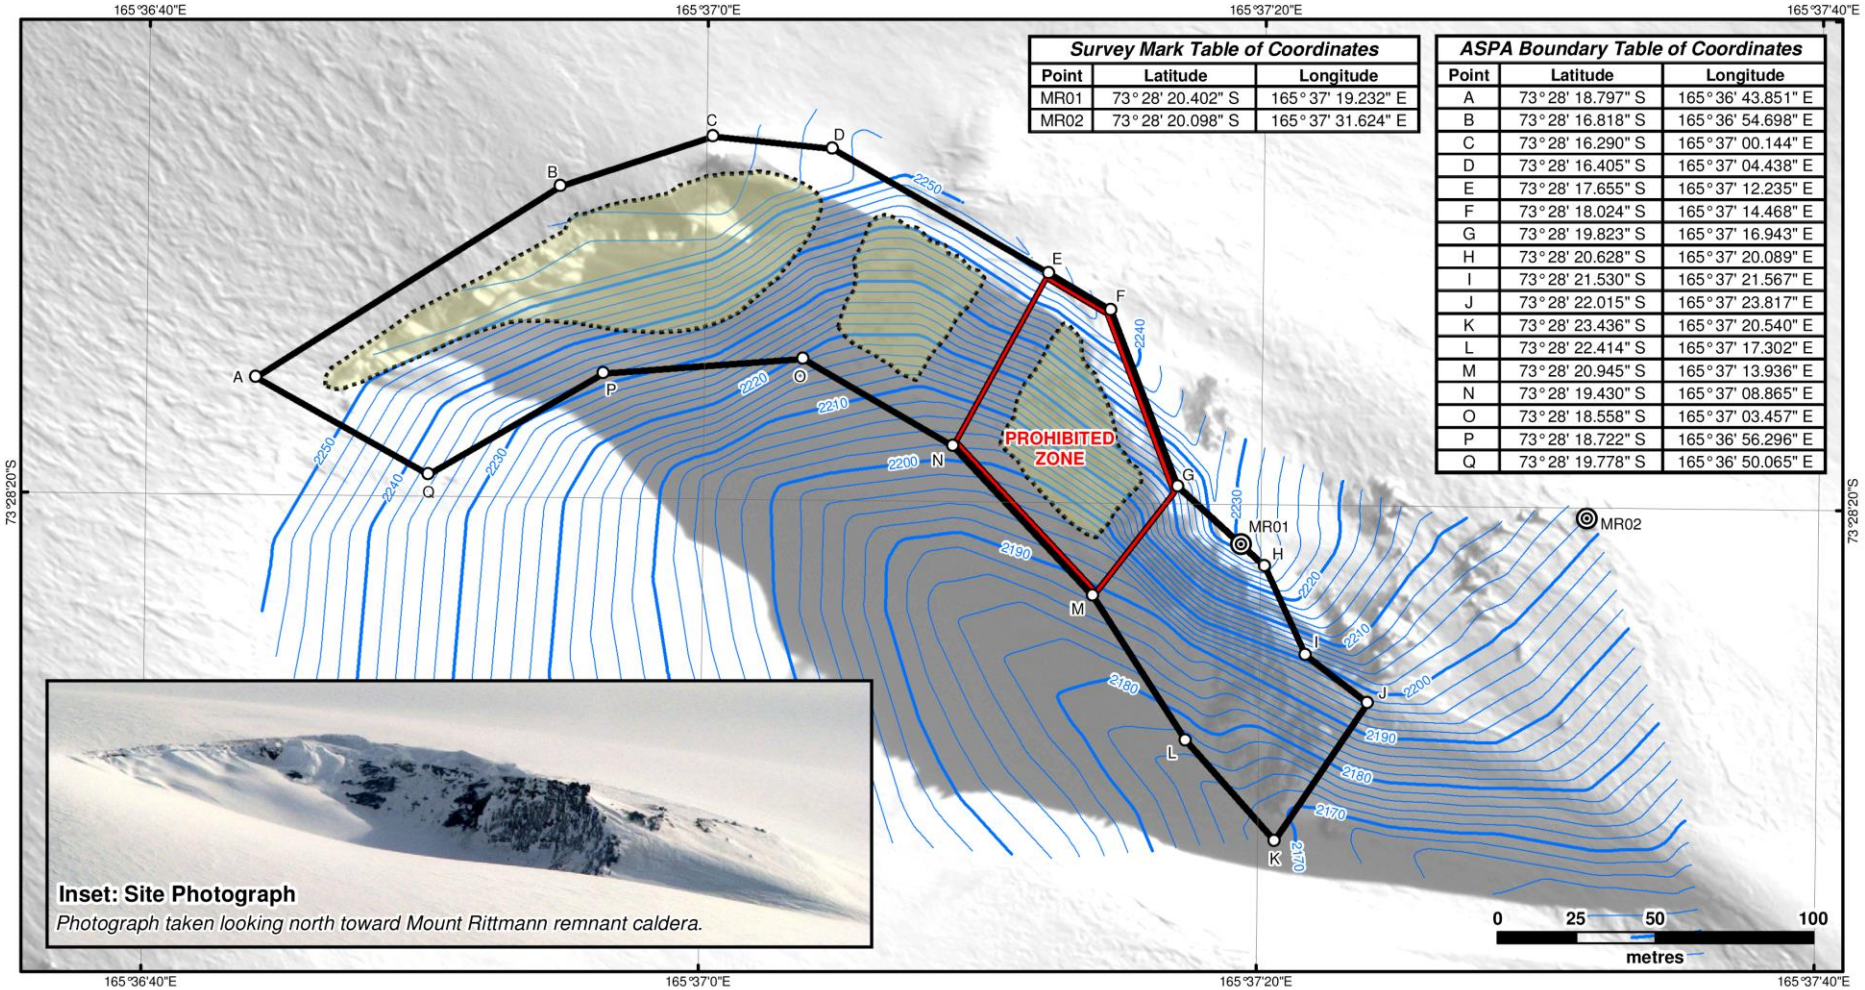 165°36'40"E 165°37'0"E 165°37'20"E 165°37'40"E
Survey Mark Table of Coordinates
Point Latitude Longitude
MR01 73°28'20.402" S 165°37'19.232" E
MR02 73°28'20.098" S 165°37'31.624" E
ASPA Boundary Table of Coordinates
Point Latitude Longitude
A 73°28'18.797" S 165°36'43.851" E
B 73°28'16.818" S 165°36'54.698" E
C 73°28'16.290" S 165°37'00.144" E
D 73°28'16.405" S 165°37'04.438" E
E 73°28'17.655" S 165°37'12.235" E
F 73°28'18.024" S 165°37'14.468" E
G 73°28'19.823" S 165°37'16.943" E
H 73°28'20.628" S 165°37'20.089" E
I 73°28'21.530" S 165°37'21.567" E
J 73°28'22.015" S 165°37'23.817" E
K 73°28'23.436" S 165°37'20.540" E
L 73°28'22.414" S 165°37'17.302" E
M 73°28'20.945" S 165°37'13.936" E
N 73°28'19.430" S 165°37'08.865" E
O 73°28'18.558" S 165°37'03.457" E
P 73°28'18.722" S 165°36'56.296" E
Q 73°28'19.778" S 165°36'50.065" E
C
D
B
2250
E
F
2240
A
O
P
2220
2210
PROHIBITED
ZONE
N
2200
2250
2230
2240
Q
G
2230
MR01
MR02
73°28'20"S
73°28'20"S
H
2190
2220
M
2210
I
2180
2200
J
2190
L
2180
2170
K
2170
Inset: Site Photograph
Photograph taken looking north toward Mount Rittmann remnant caldera.
0 25 50 100
metres
165°36'40"E 165°37'0"E 165°37'20"E 165°37'40"E